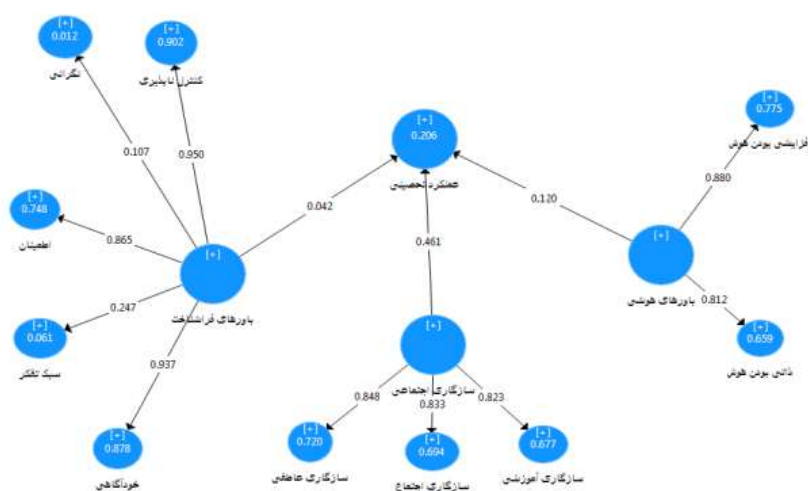 [+]
0.012
نگرانی
[+]
0.902
کنترل ناپذیری
[+]
0.206
عملکرد تحصیلی
[+]
0.775
فزایشی بودن هوش
0.107
0.950
0.042
0.461
0.120
0.880
[+]
0.748
اطمینان
0.865
[+]
باورهای فراشناخت
[+]
باورهای هوشی
0.812
0.247
[+]
0.061
سبک تفکر
0.937
[+]
سازگاری اجتماعی
[+]
0.659
ذاتی بودن هوش
0.848
0.833
0.823
[+]
0.878
خودآگاهی
[+]
0.720
سازگاری عاطفی
[+]
0.694
سازگاری اجتماع
[+]
0.677
سازگاری آموزشی